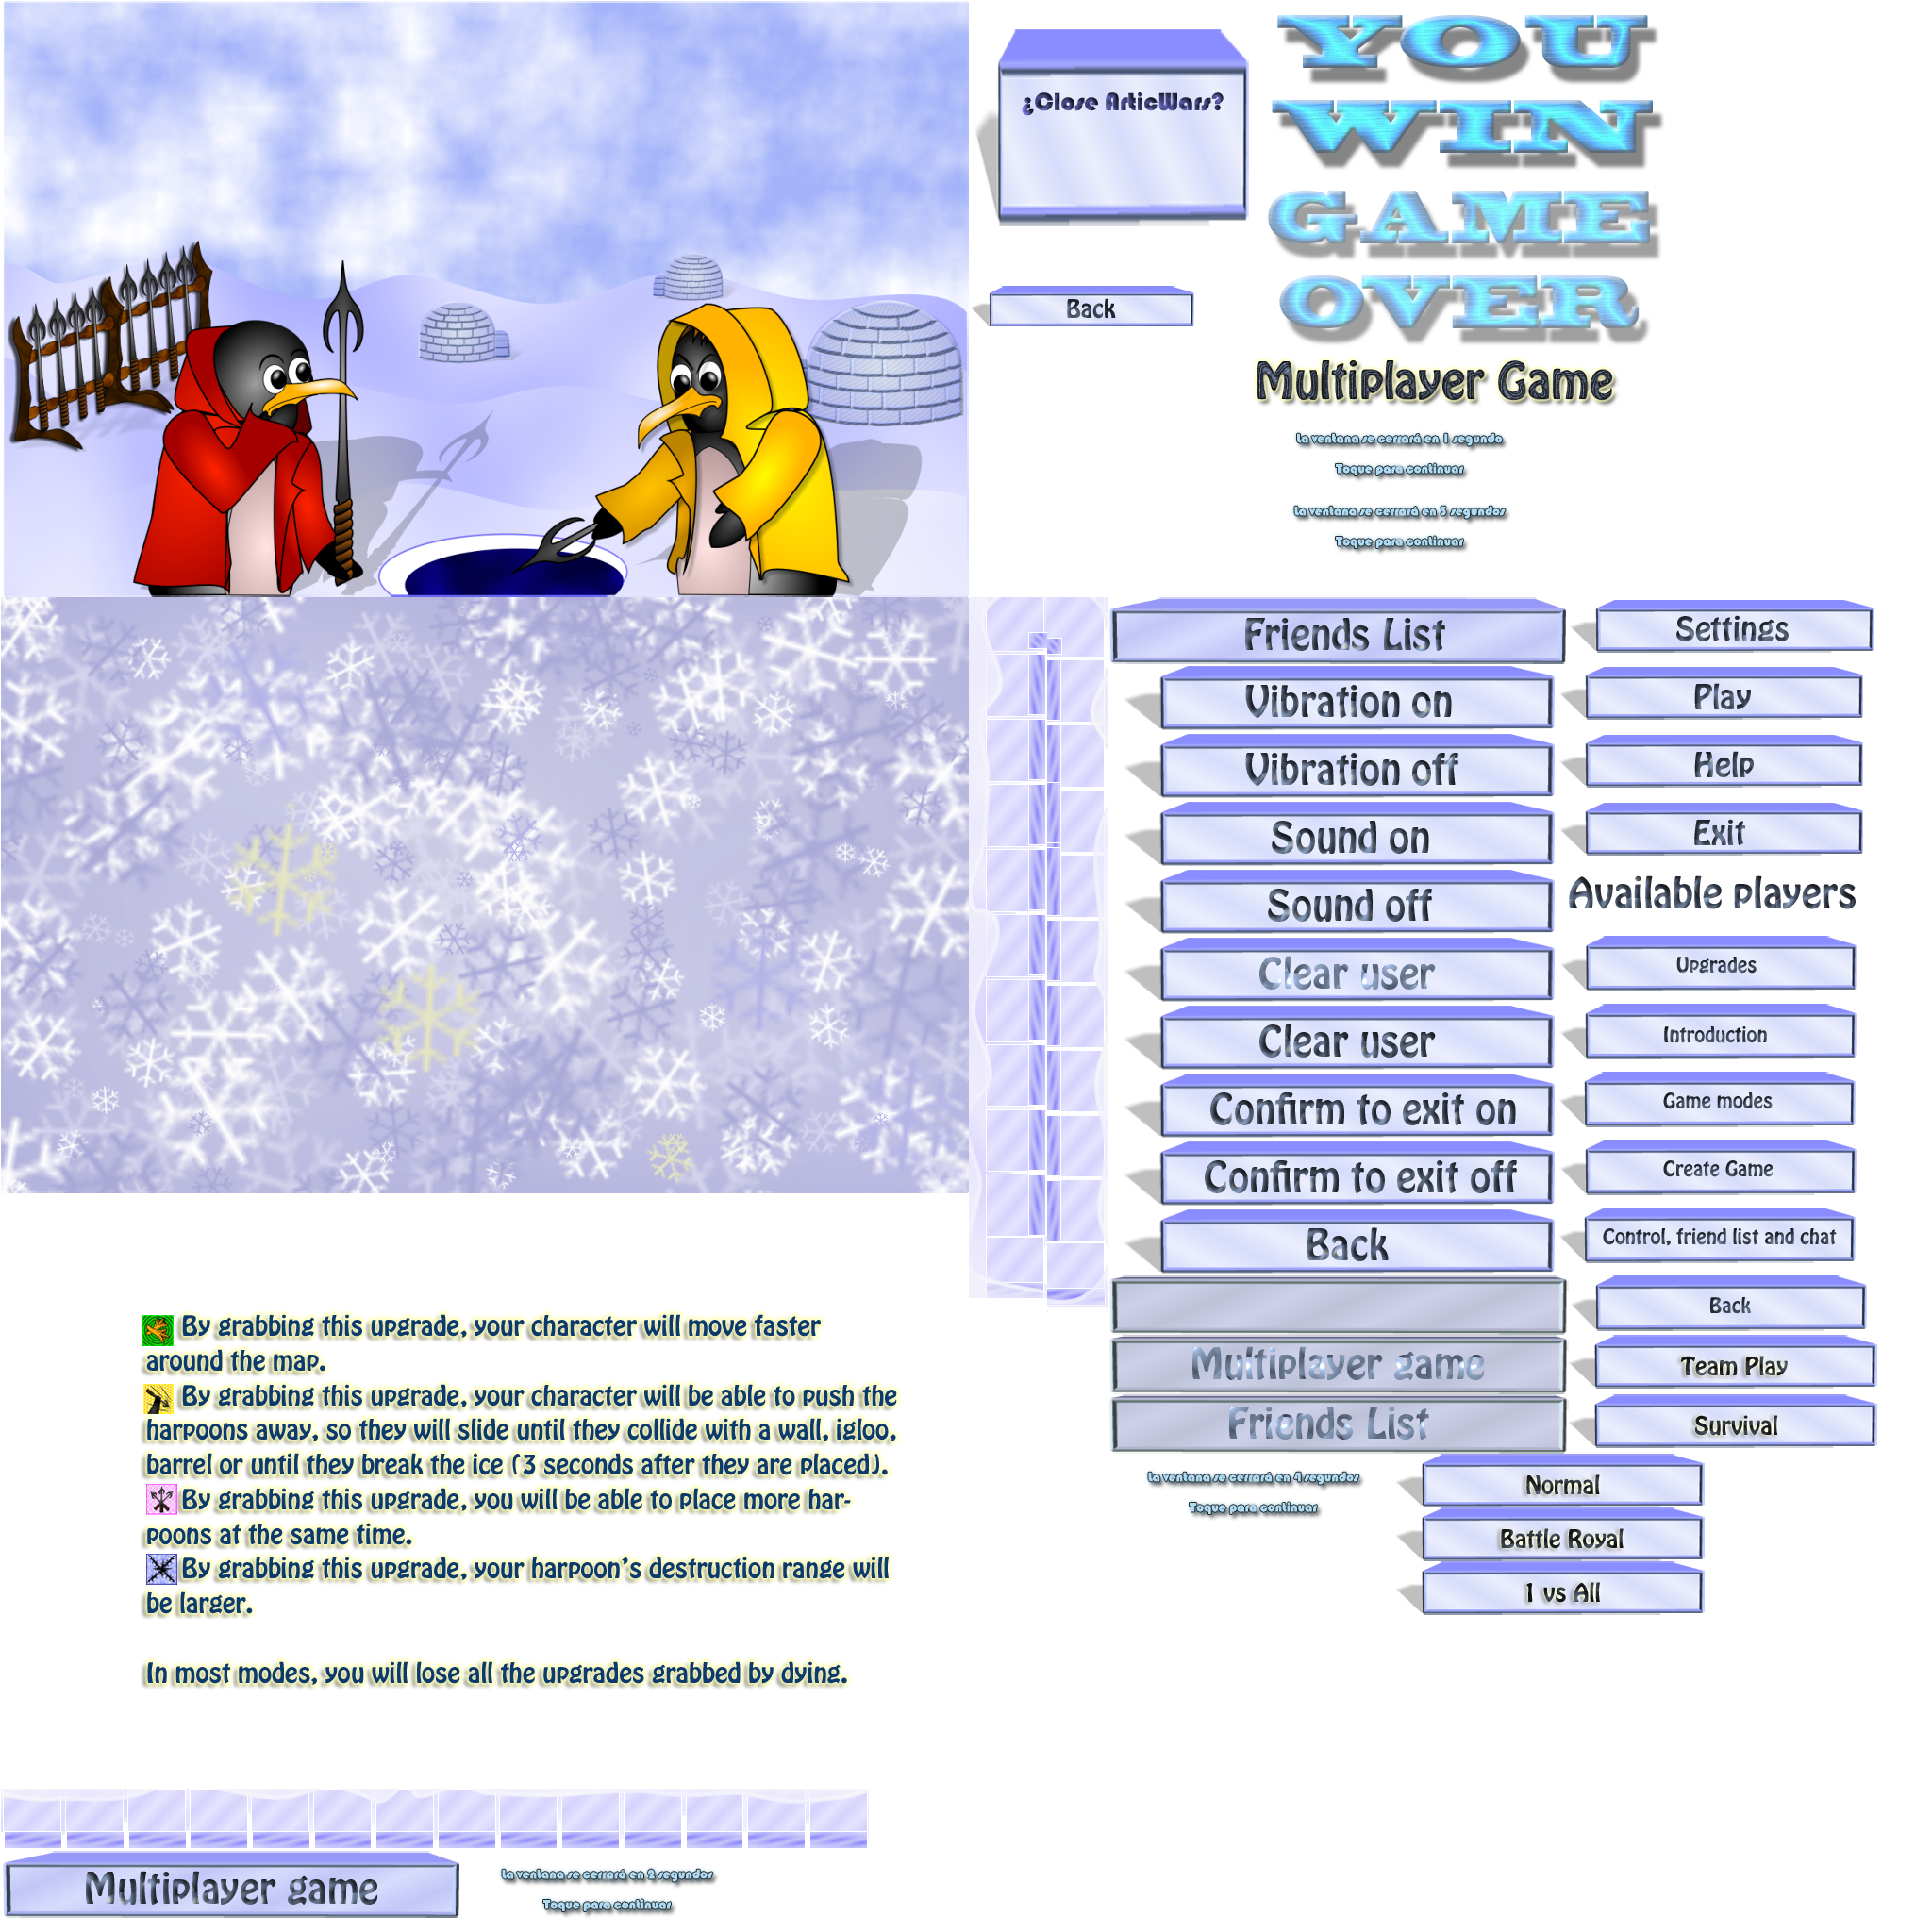 ¿Close ArticWars?
Back
YOU
WIN
GAME
OVER
Multiplayer Game
La ventana se cerrará en 1 segundo
Toque para continuar
La ventana se cerrará en 3 segundos
Toque para continuar
Friends List
Vibration on
Vibration off
Sound on
Sound off
Clear user
Clear user
Confirm to exit on
Confirm to exit off
Back
Multiplayer game
Friends List
Settings
Play
Help
Exit
Available players
Upgrades
Introduction
Game modes
Create Game
Control, friend list and chat
Back
Team Play
Survival
La ventana se cerrará en 4 segundos
Toque para continuar
Normal
Battle Royal
1 vs All
By grabbing this upgrade, your character will move faster
around the map.
By grabbing this upgrade, your character will be able to push the
harpoons away, so they will slide until they collide with a wall, igloo,
barrel or until they break the ice (3 seconds after they are placed).
By grabbing this upgrade, you will be able to place more har-
poons at the same time.
By grabbing this upgrade, your harpoon's destruction range will
be larger.
In most modes, you will lose all the upgrades grabbed by dying.
Multiplayer game
La ventana se cerrará en 2 segundos
Toque para continuar